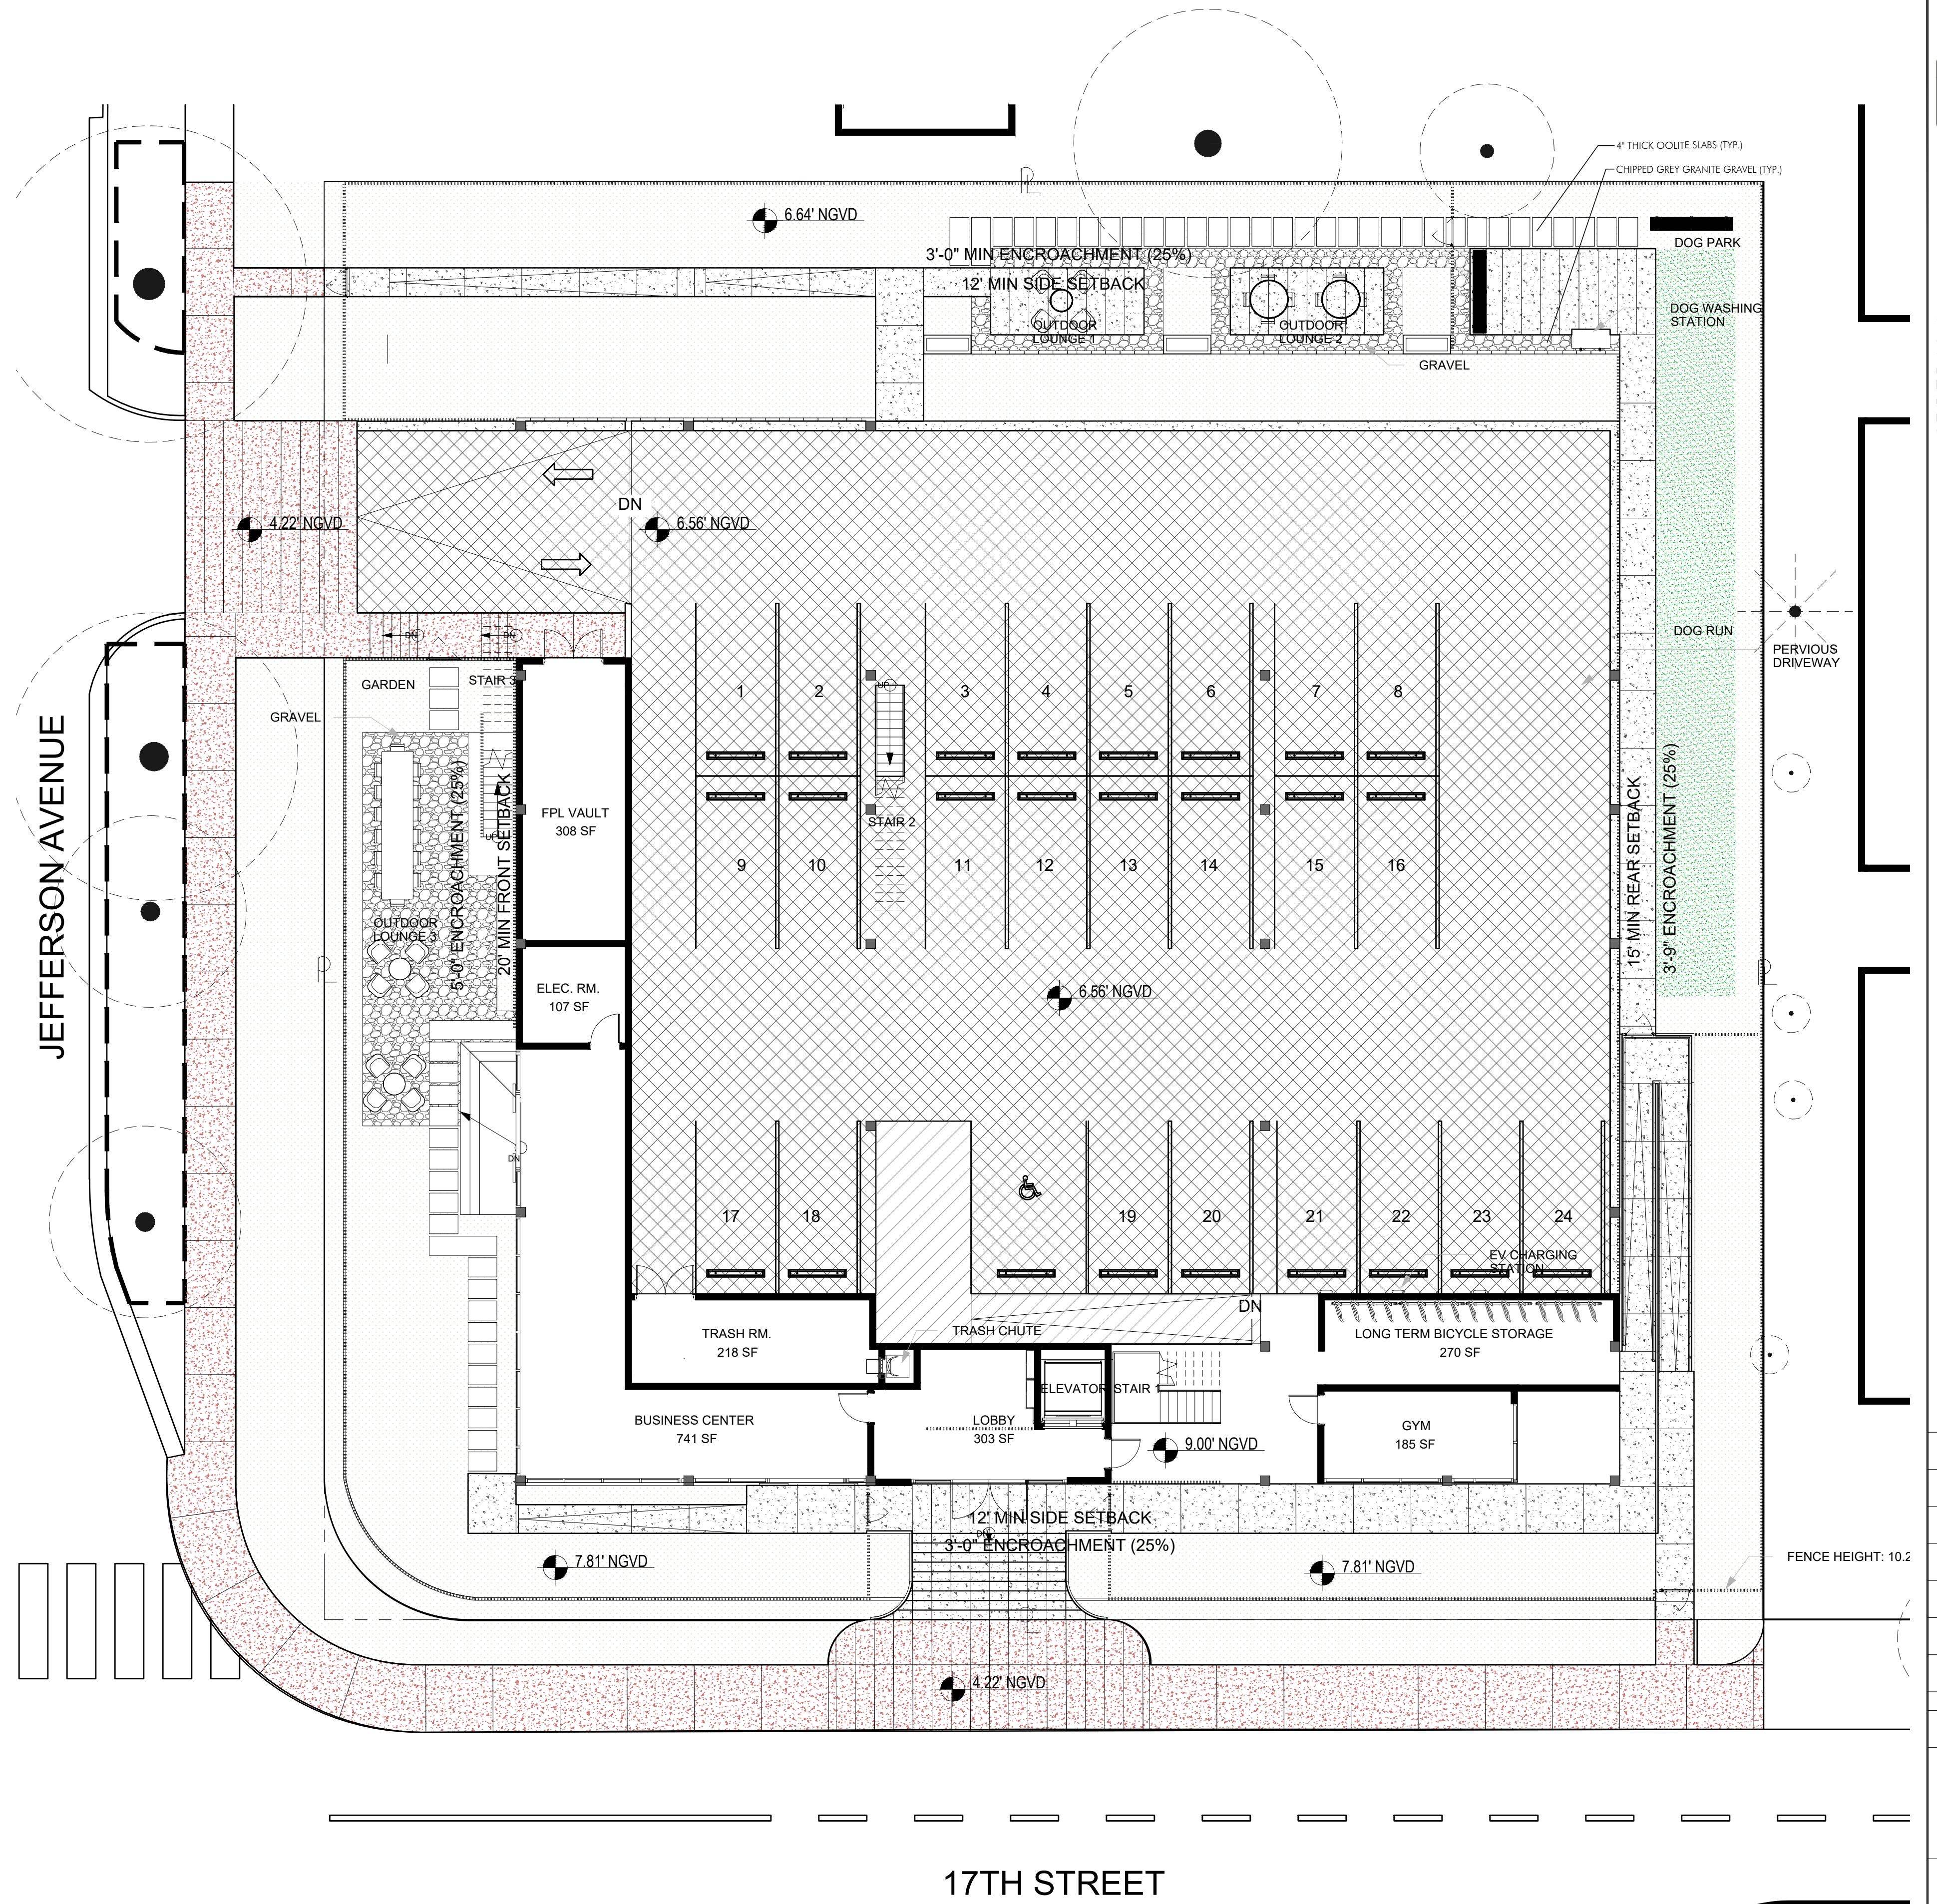 4" THICK OOLITE SLABS (TYP.)
CHIPPED GREY GRANITE GRAVEL (TYP.)
6.64' NGVD
DOG PARK
3'-0" MIN ENCROACHMENT (25%)
12' MIN SIDE SETBACK
OUTDOOR
LOUNGE 1
OUTDOOR
LOUNGE 2
DOG WASHING
STATION
GRAVEL
DN
4.22' NGVD
6.56' NGVD
DN
DN
DOG RUN
PERVIOUS
DRIVEWAY
GARDEN
STAIR 3
GRAVEL
1
2
UP
3
4
5
6
7
8
JEFFERSON AVENUE
5'-0" ENCROACHMENT (25%)
20' MIN FRONT SETBACK
UP
FPL VAULT
308 SF
STAIR 2
15' MIN REAR SETBACK
3'-9" ENCROACHMENT (25%)
9
10
11
12
13
14
15
16
OUTDOOR
LOUNGE 3
ELEC. RM.
107 SF
6.56' NGVD
DN
17
18
19
20
21
22
23
24
EV CHARGING
STATION
DN
TRASH RM.
218 SF
TRASH CHUTE
LONG TERM BICYCLE STORAGE
270 SF
ELEVATOR
STAIR 1
BUSINESS CENTER
741 SF
LOBBY
303 SF
9.00' NGVD
GYM
185 SF
12' MIN SIDE SETBACK
DN
3'-0" ENCROACHMENT (25%)
7.81' NGVD
7.81' NGVD
FENCE HEIGHT: 10.2
4.22' NGVD
17TH STREET